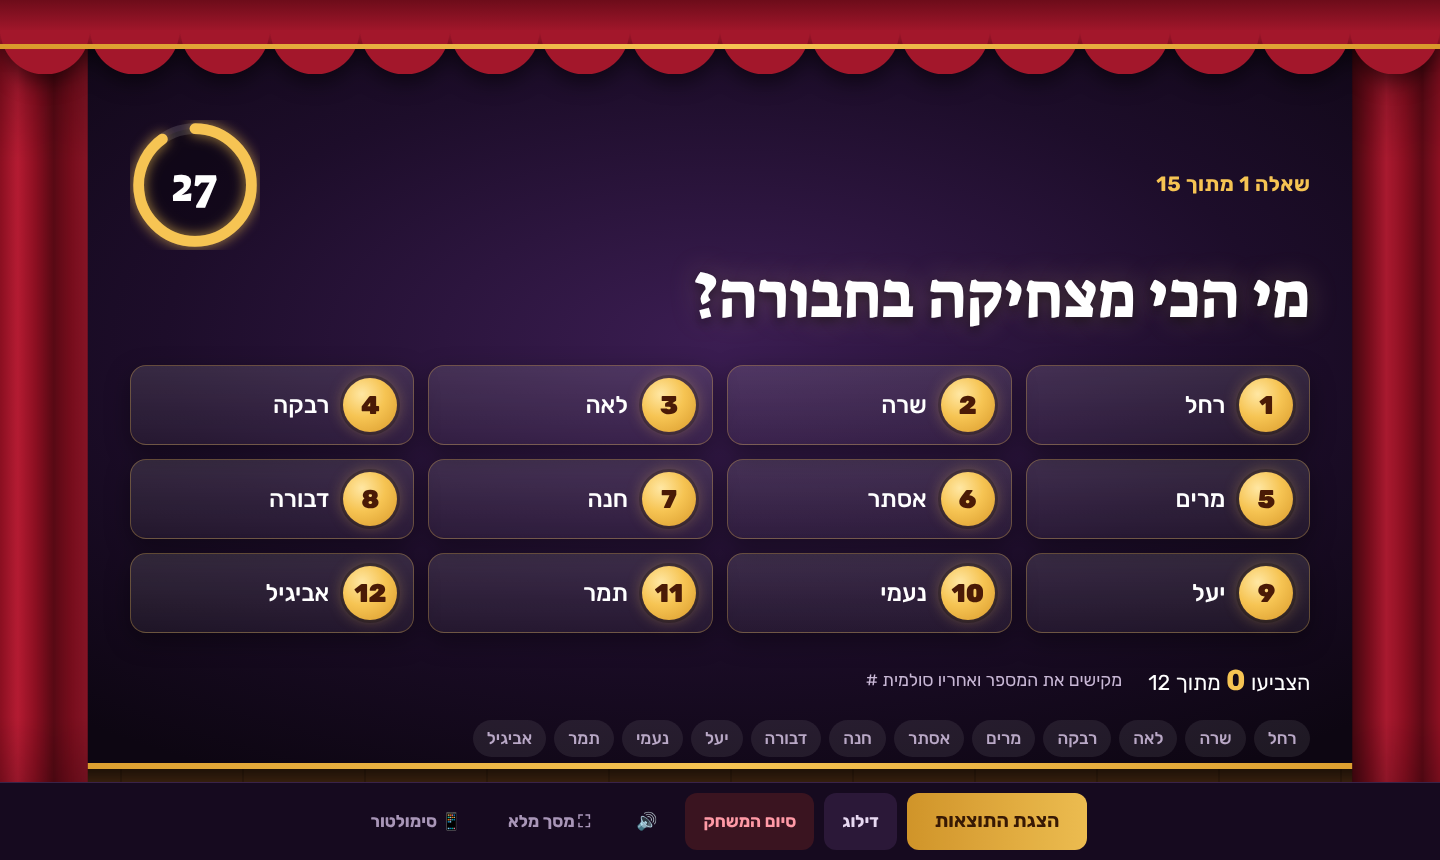 שאלה 1 מתוך 15
27
מי הכי מצחיקה בחבורה?
1 רחל
2 שרה
3 לאה
4 רבקה
5 מרים
6 אסתר
7 חנה
8 דבורה
9 יעל
10 נעמי
11 תמר
12 אביגיל
הצביעו 0 מתוך 12 מקישים את המספר ואחריו סולמית #
רחל שרה לאה רבקה מרים אסתר חנה דבורה יעל נעמי תמר אביגיל
הצגת התוצאות דילוג סיום המשחק 🔊 ⛶ מסך מלא 📱 סימולטור